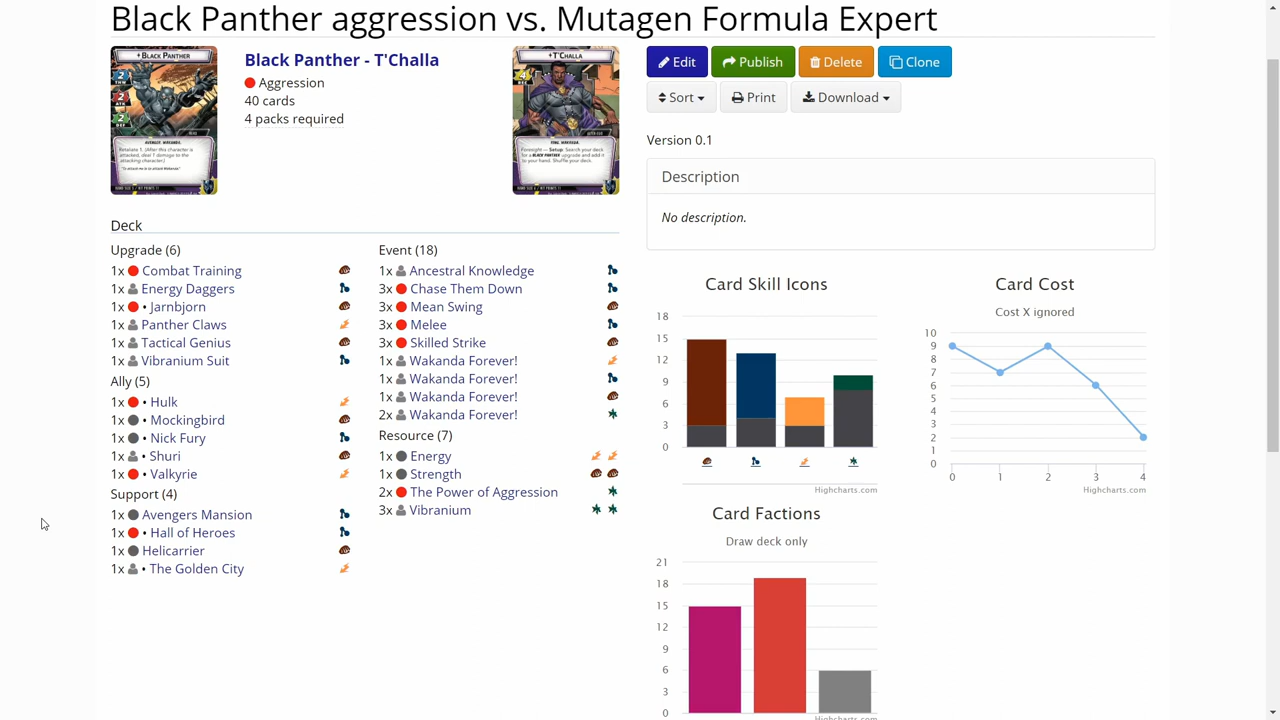 Black Panther aggression vs. Mutagen Formula Expert
BLACK PANTHER
Black Panther - T'Challa
Aggression
40 cards
4 packs required
T'CHALLA
Edit
Publish
Delete
Clone
Sort
Print
Download
Version 0.1
Description
No description.
Deck
Upgrade (6)
1x • Combat Training
1x Energy Daggers
1x • Jarnbjorn
1x Panther Claws
1x Tactical Genius
1x Vibranium Suit
Ally (5)
1x • Hulk
1x • Mockingbird
1x • Nick Fury
1x • Shuri
1x • Valkyrie
Support (4)
1x Avengers Mansion
1x • Hall of Heroes
1x Helicarrier
1x • The Golden City
Event (18)
1x Ancestral Knowledge
3x Chase Them Down
3x Mean Swing
3x Melee
3x Skilled Strike
1x Wakanda Forever!
1x Wakanda Forever!
1x Wakanda Forever!
2x Wakanda Forever!
Resource (7)
1x Energy
1x Strength
2x The Power of Aggression
3x Vibranium
Card Skill Icons
18
15
12
9
6
3
0
Highcharts.com
Card Cost
Cost X ignored
10
9
8
7
6
5
4
3
2
1
0
0 1 2 3 4
Highcharts.com
Card Factions
Draw deck only
21
18
15
12
9
6
3
0
Highcharts.com